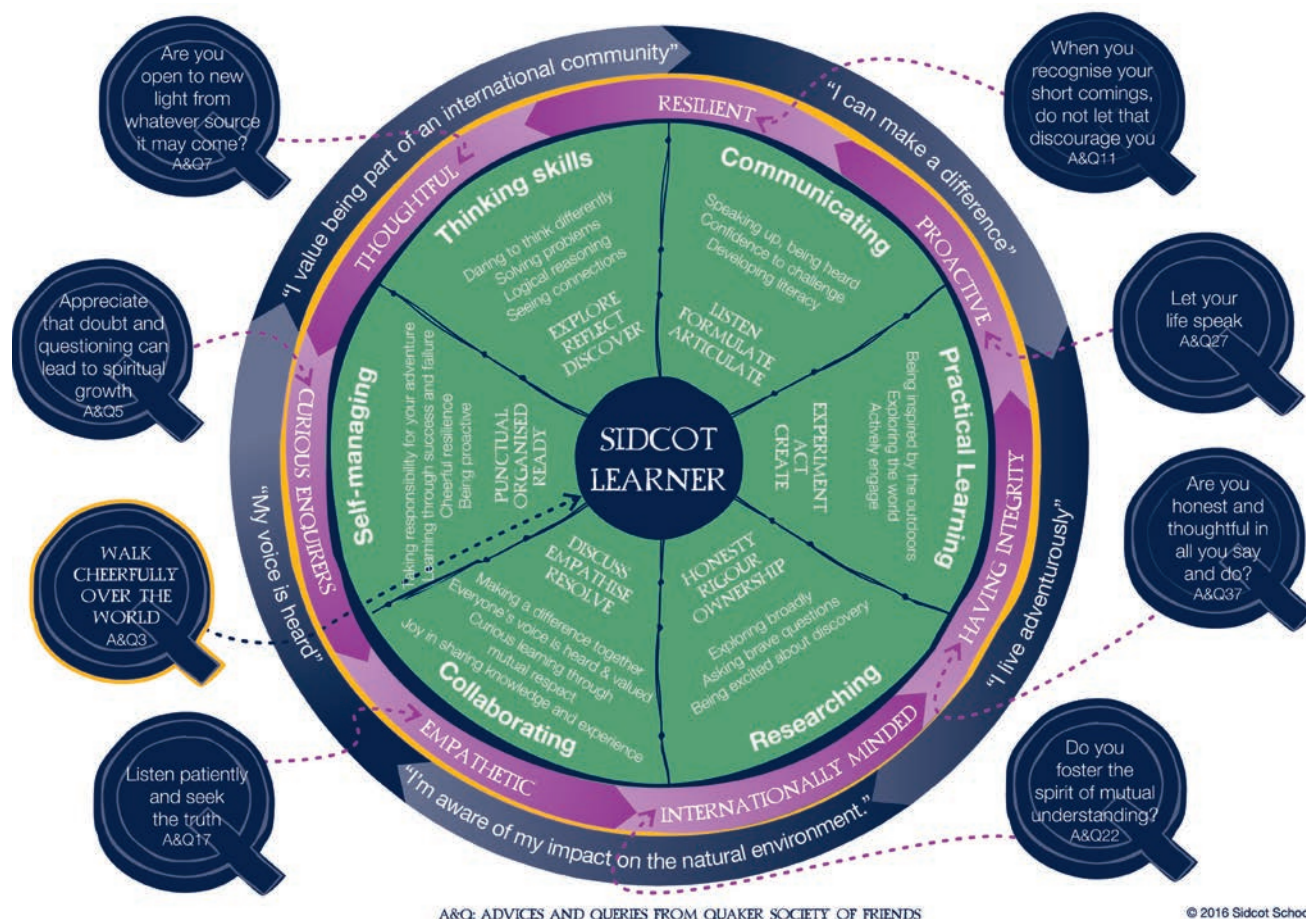 Are you
open to new
light from
whatever source
it may come?
A&Q7
When you
recognise your
short comings,
do not let that
discourage you
A&Q11
Appreciate
that doubt and
questioning can
lead to spiritual
growth
A&Q5
Let your
life speak
A&Q27
WALK
CHEERFULLY
OVER THE
WORLD
A&Q3
Are you
honest and
thoughtful in
all you say
and do?
A&Q37
Listen patiently
and seek
the truth
A&Q17
Do you
foster the
spirit of mutual
understanding?
A&Q22
"I value being part of an international community"
"I can make a difference"
"I live adventurously"
"I'm aware of my impact on the natural environment."
"My voice is heard"
RESILIENT
PROACTIVE
HAVING INTEGRITY
INTERNATIONALLY MINDED
EMPATHETIC
CURIOUS ENQUIRERS
THOUGHTFUL
Thinking skills
Daring to think differently
Solving problems
Logical reasoning
Seeing connections
EXPLORE
REFLECT
DISCOVER
Communicating
Speaking up, being heard
Confidence to challenge
Developing literacy
LISTEN
FORMULATE
ARTICULATE
Practical Learning
Being inspired by the outdoors
Exploring the world
Actively engage
EXPERIMENT
ACT
CREATE
Researching
Being excited about discovery
Asking brave questions
Exploring broadly
HONESTY
RIGOUR
OWNERSHIP
Collaborating
Making a difference together
Everyone's voice is heard & valued
Curious learning through
mutual respect
Joy in sharing knowledge and experience
DISCUSS
EMPATHISE
RESOLVE
Self-managing
Taking responsibility for your adventure
Learning through success and failure
Cheerful resilience
Being proactive
PUNCTUAL
ORGANISED
READY
SIDCOT
LEARNER
A&Q: ADVICES AND QUERIES FROM QUAKER SOCIETY OF FRIENDS
© 2016 Sidcot School